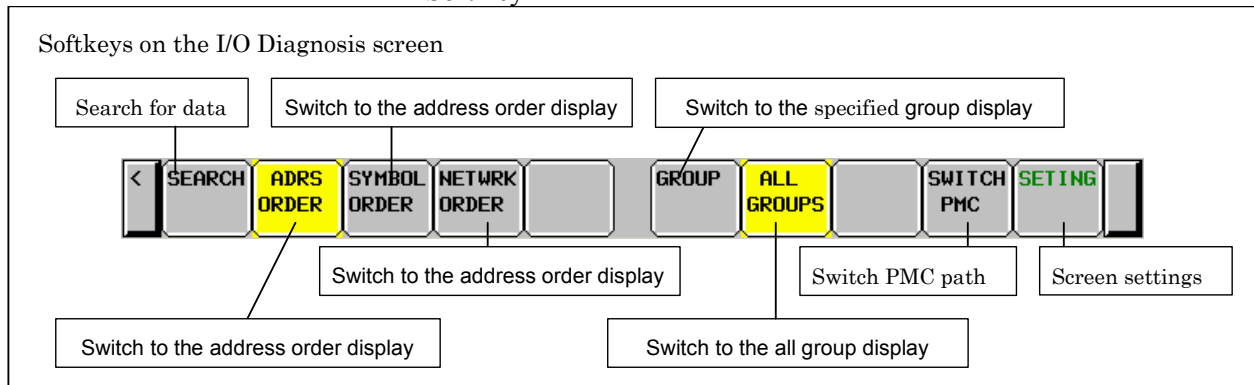 Softkeys on the I/O Diagnosis screen
Search for data
Switch to the address order display
Switch to the specified group display
< SEARCH ADRS ORDER SYMBOL ORDER NETWRK ORDER GROUP ALL GROUPS SWITCH PMC SETING
Switch to the address order display
Switch PMC path
Screen settings
Switch to the address order display
Switch to the all group display